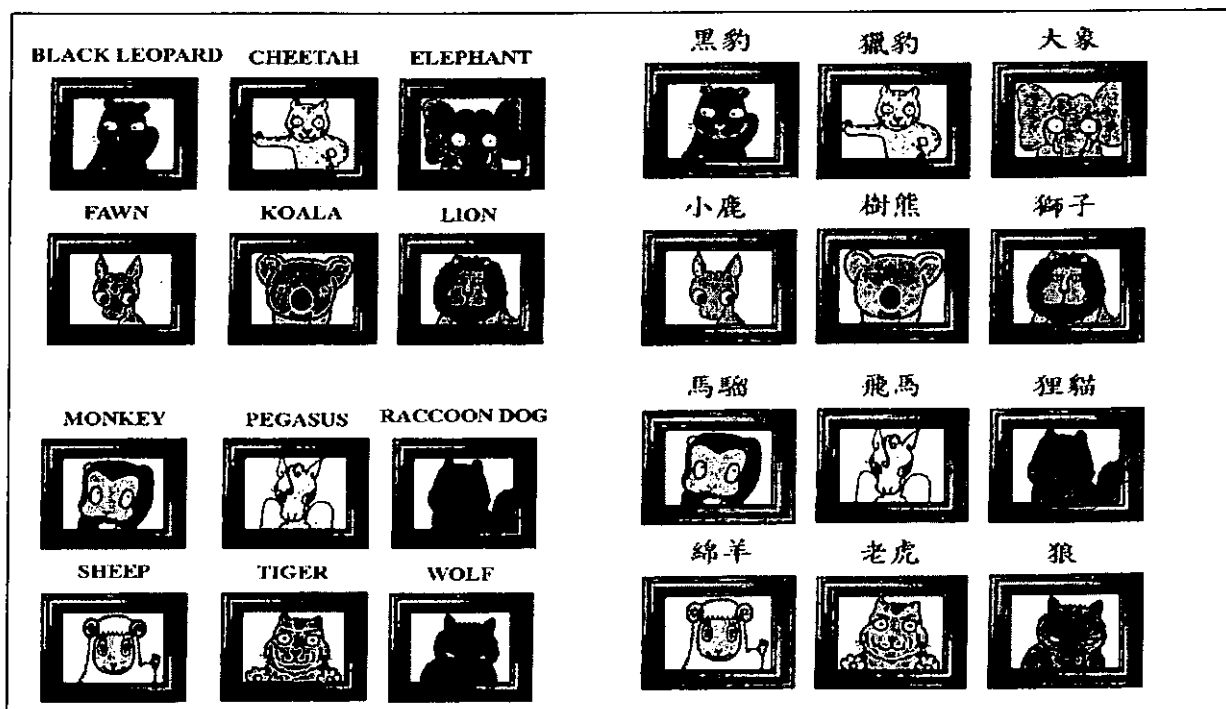 BLACK LEOPARD CHEETAH ELEPHANT
FAWN KOALA LION
MONKEY PEGASUS RACCOON DOG
SHEEP TIGER WOLF
黑豹 獵豹 大象
小鹿 樹熊 獅子
馬騮 飛馬 狸貓
綿羊 老虎 狼